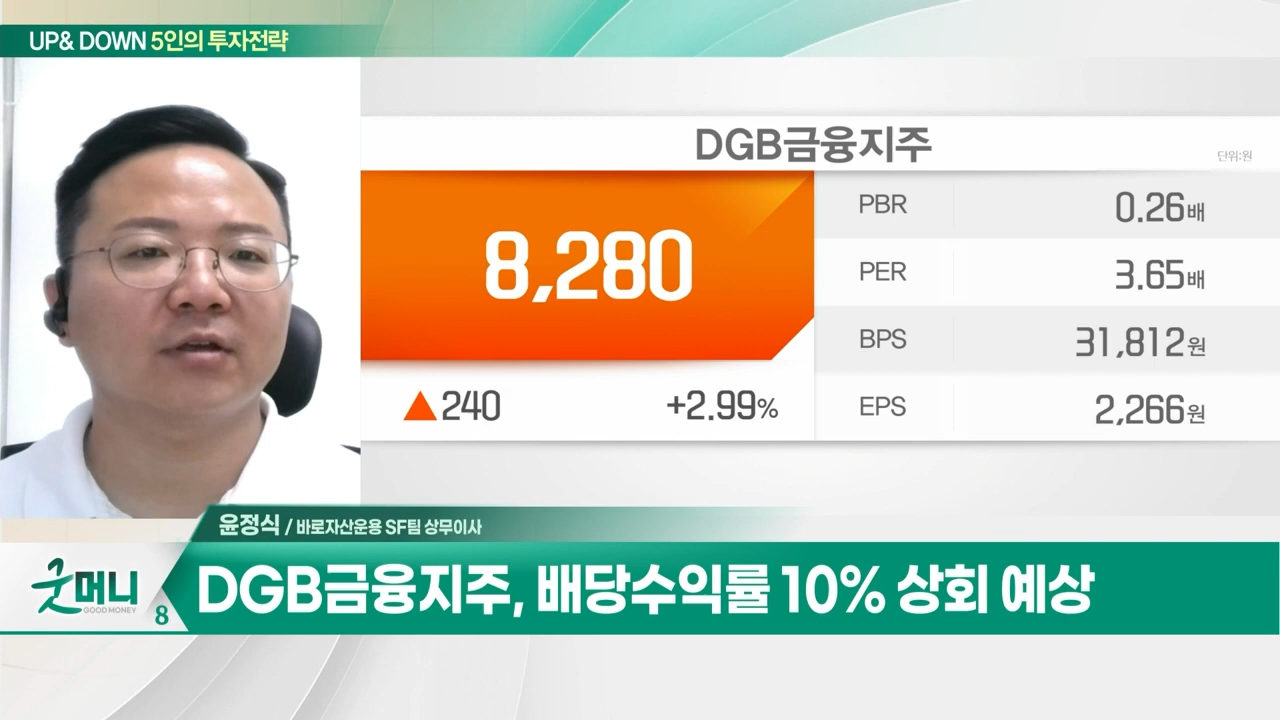 UP& DOWN 5인의 투자전략
DGB금융지주
단위:원
8,280
▲240 +2.99%
PBR 0.26배
PER 3.65배
BPS 31,812원
EPS 2,266원
윤정식 / 바로자산운용 SF팀 상무이사
굿머니
GOOD MONEY
8
DGB금융지주, 배당수익률 10% 상회 예상